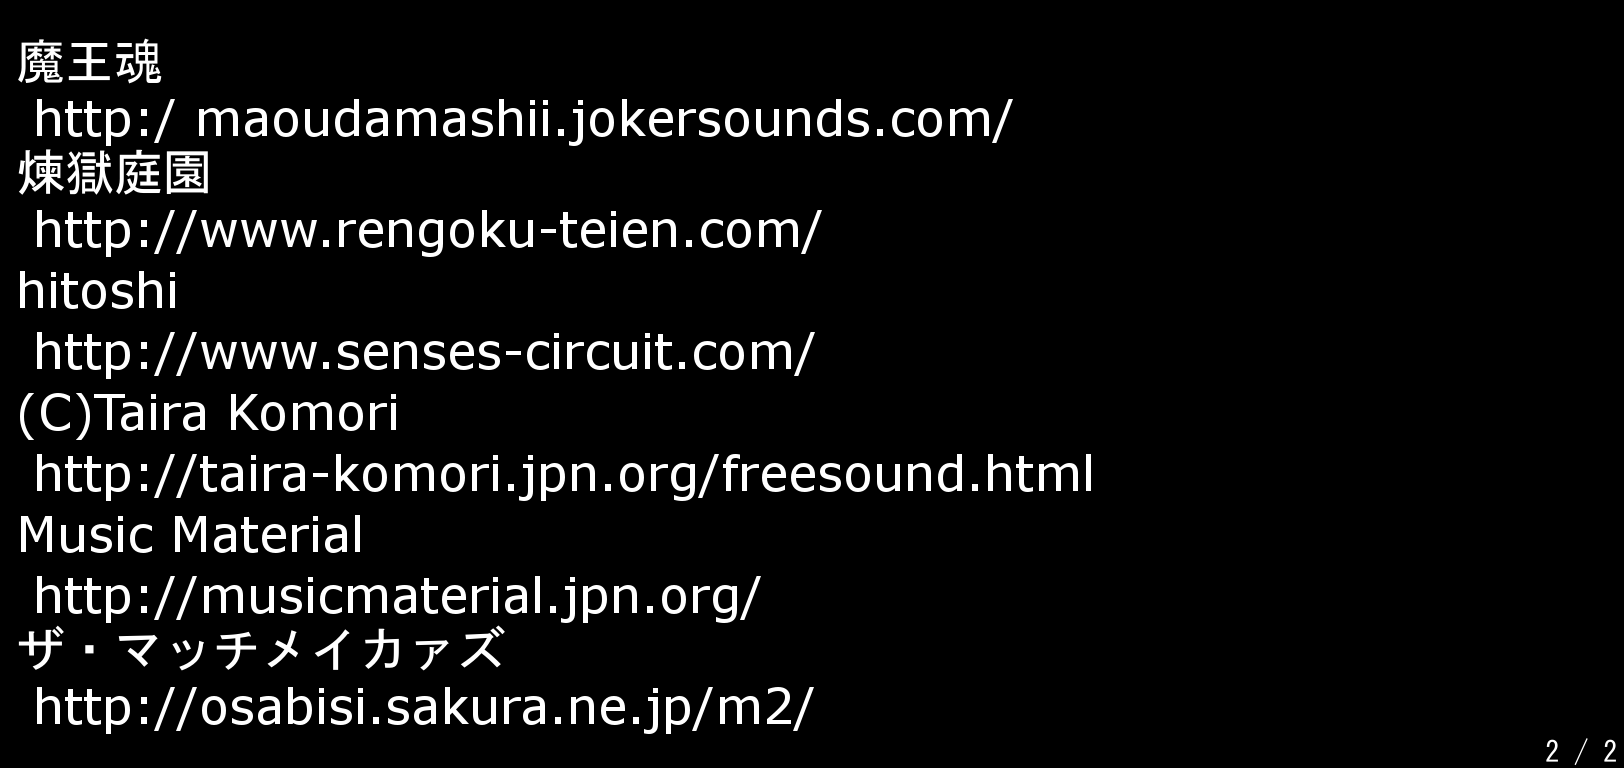 魔王魂
http:/ maoudamashii.jokersounds.com/
煉獄庭園
http://www.rengoku-teien.com/
hitoshi
http://www.senses-circuit.com/
(C)Taira Komori
http://taira-komori.jpn.org/freesound.html
Music Material
http://musicmaterial.jpn.org/
ザ・マッチメイカァズ
http://osabisi.sakura.ne.jp/m2/
2 / 2